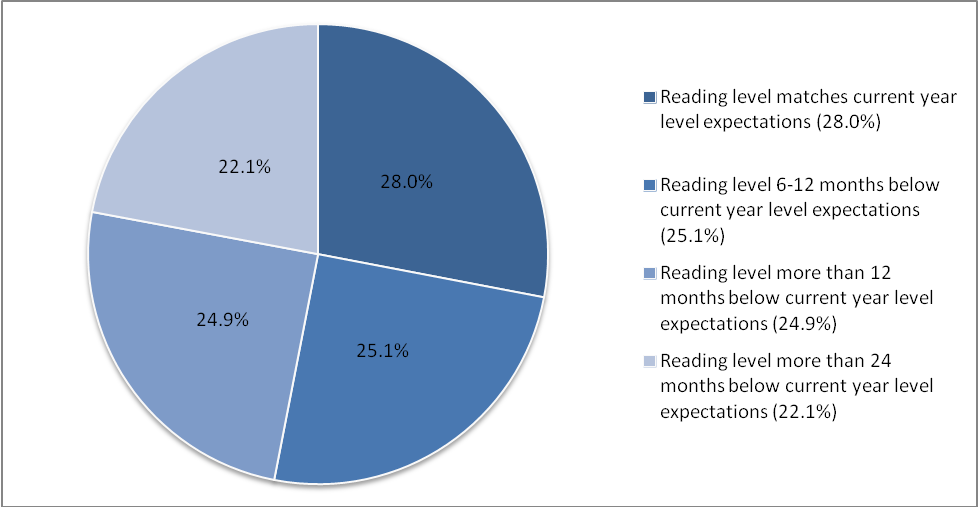 28.0%
25.1%
24.9%
22.1%
Reading level matches current year
level expectations (28.0%)
Reading level 6-12 months below
current year level expectations
(25.1%)
Reading level more than 12
months below current year level
expectations (24.9%)
Reading level more than 24
months below current year level
expectations (22.1%)